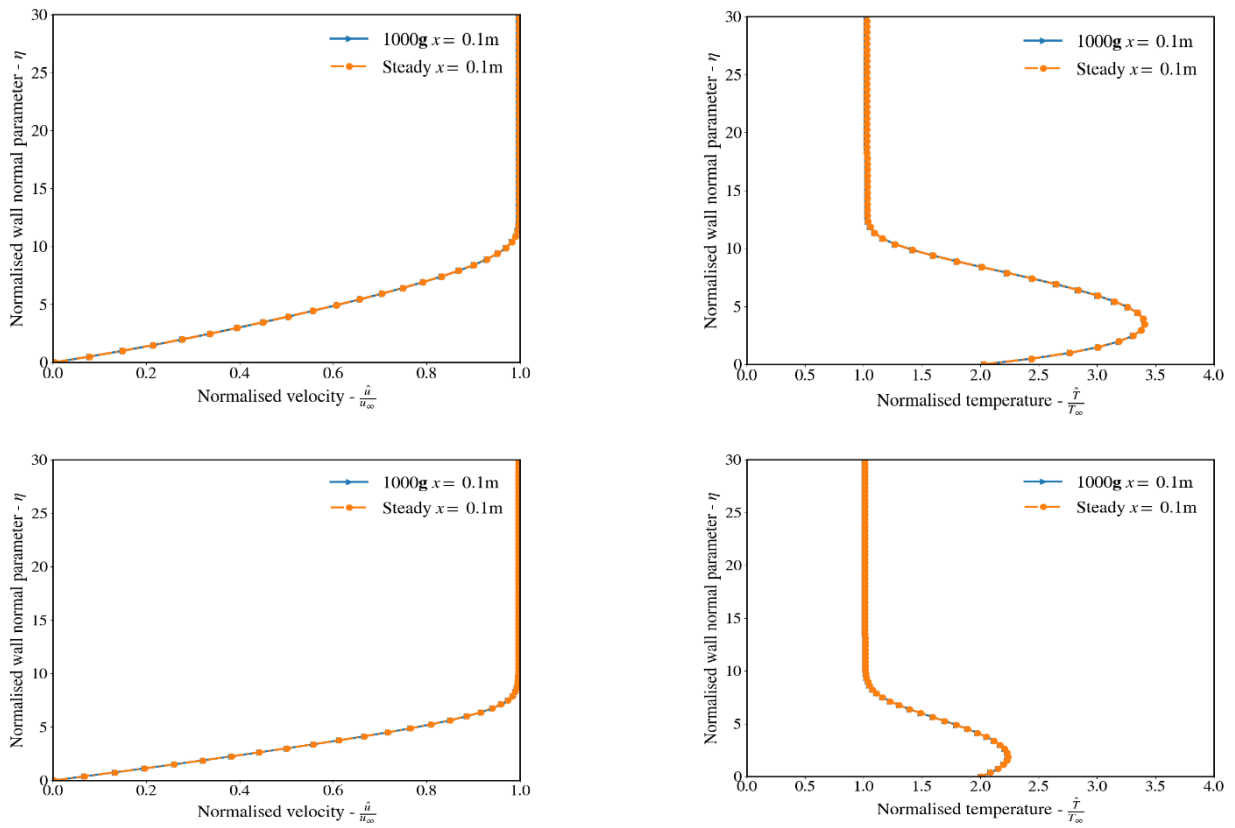 30
25
20
15
10
5
0
Normalised wall normal parameter - η
1000g x = 0.1m
Steady x = 0.1m
0.0 0.2 0.4 0.6 0.8 1.0
Normalised velocity - û/u∞
30
25
20
15
10
5
0
Normalised wall normal parameter - η
1000g x = 0.1m
Steady x = 0.1m
0.0 0.5 1.0 1.5 2.0 2.5 3.0 3.5 4.0
Normalised temperature - T̂/T∞
30
25
20
15
10
5
0
Normalised wall normal parameter - η
1000g x = 0.1m
Steady x = 0.1m
0.0 0.2 0.4 0.6 0.8 1.0
Normalised velocity - û/u∞
30
25
20
15
10
5
0
Normalised wall normal parameter - η
1000g x = 0.1m
Steady x = 0.1m
0.0 0.5 1.0 1.5 2.0 2.5 3.0 3.5 4.0
Normalised temperature - T̂/T∞